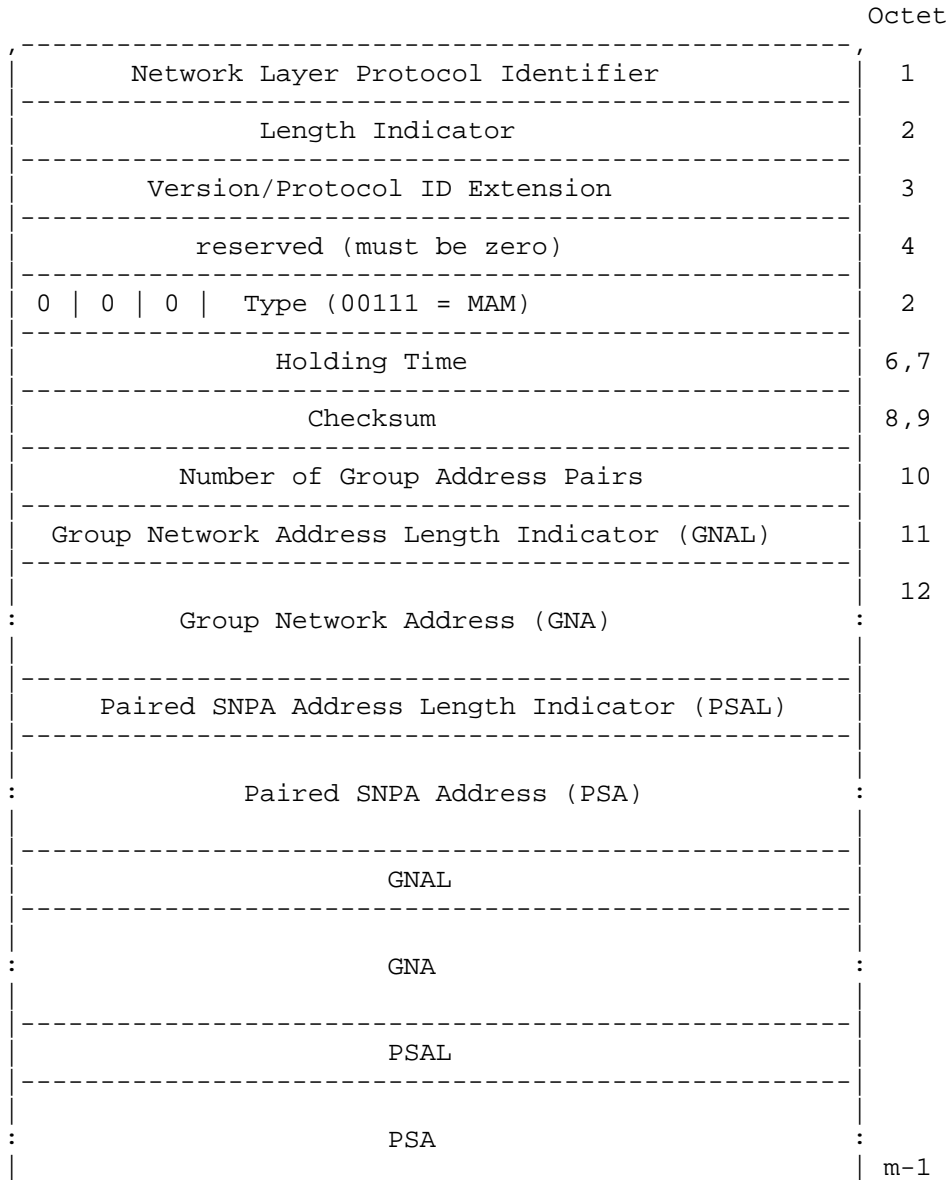 Octet
Network Layer Protocol Identifier 1
Length Indicator 2
Version/Protocol ID Extension 3
reserved (must be zero) 4
0 | 0 | 0 | Type (00111 = MAM) 2
Holding Time 6,7
Checksum 8,9
Number of Group Address Pairs 10
Group Network Address Length Indicator (GNAL) 11
12
Group Network Address (GNA)
Paired SNPA Address Length Indicator (PSAL)
Paired SNPA Address (PSA)
GNAL
GNA
PSAL
PSA
m-1